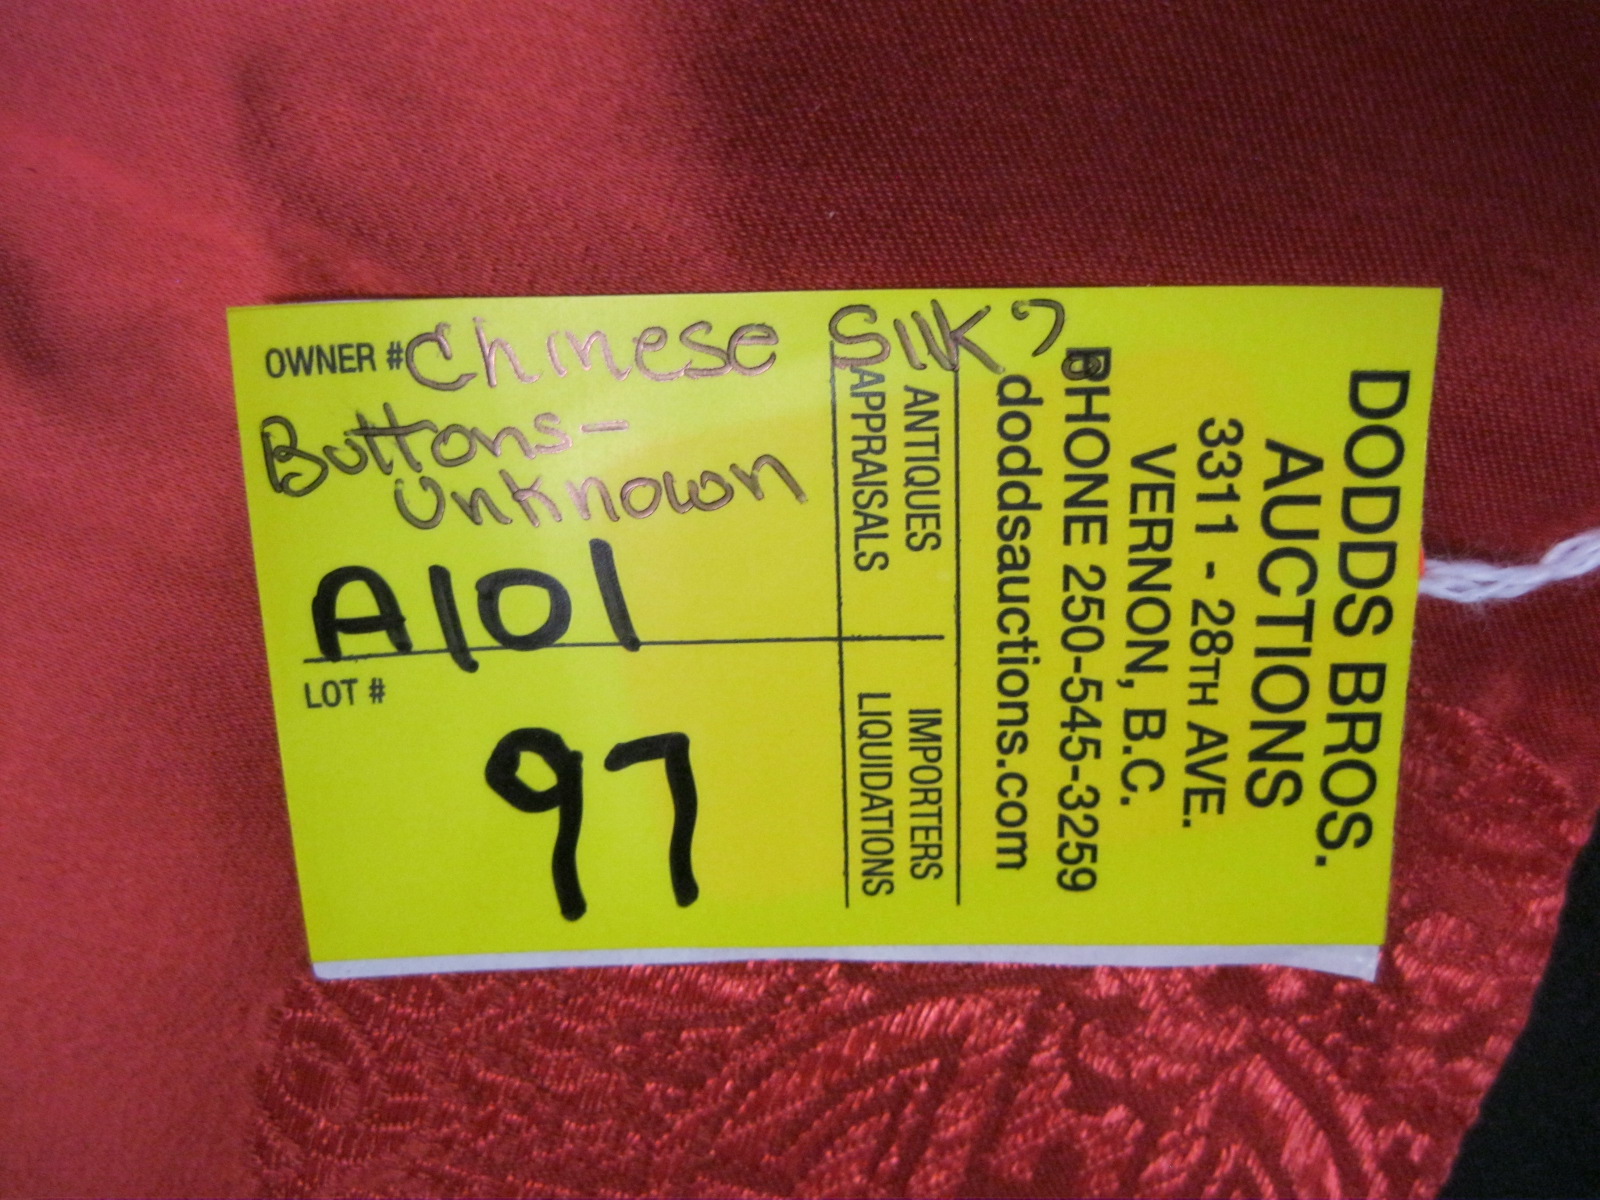 DODDS BROS.
AUCTIONS
3311 - 28TH AVE.
VERNON, B.C.
PHONE 250-545-3259
doddsauctions.com
ANTIQUES IMPORTERS
APPRAISALS LIQUIDATIONS
OWNER # Chinese Silk?
Buttons-
unknown
A101
LOT #
97